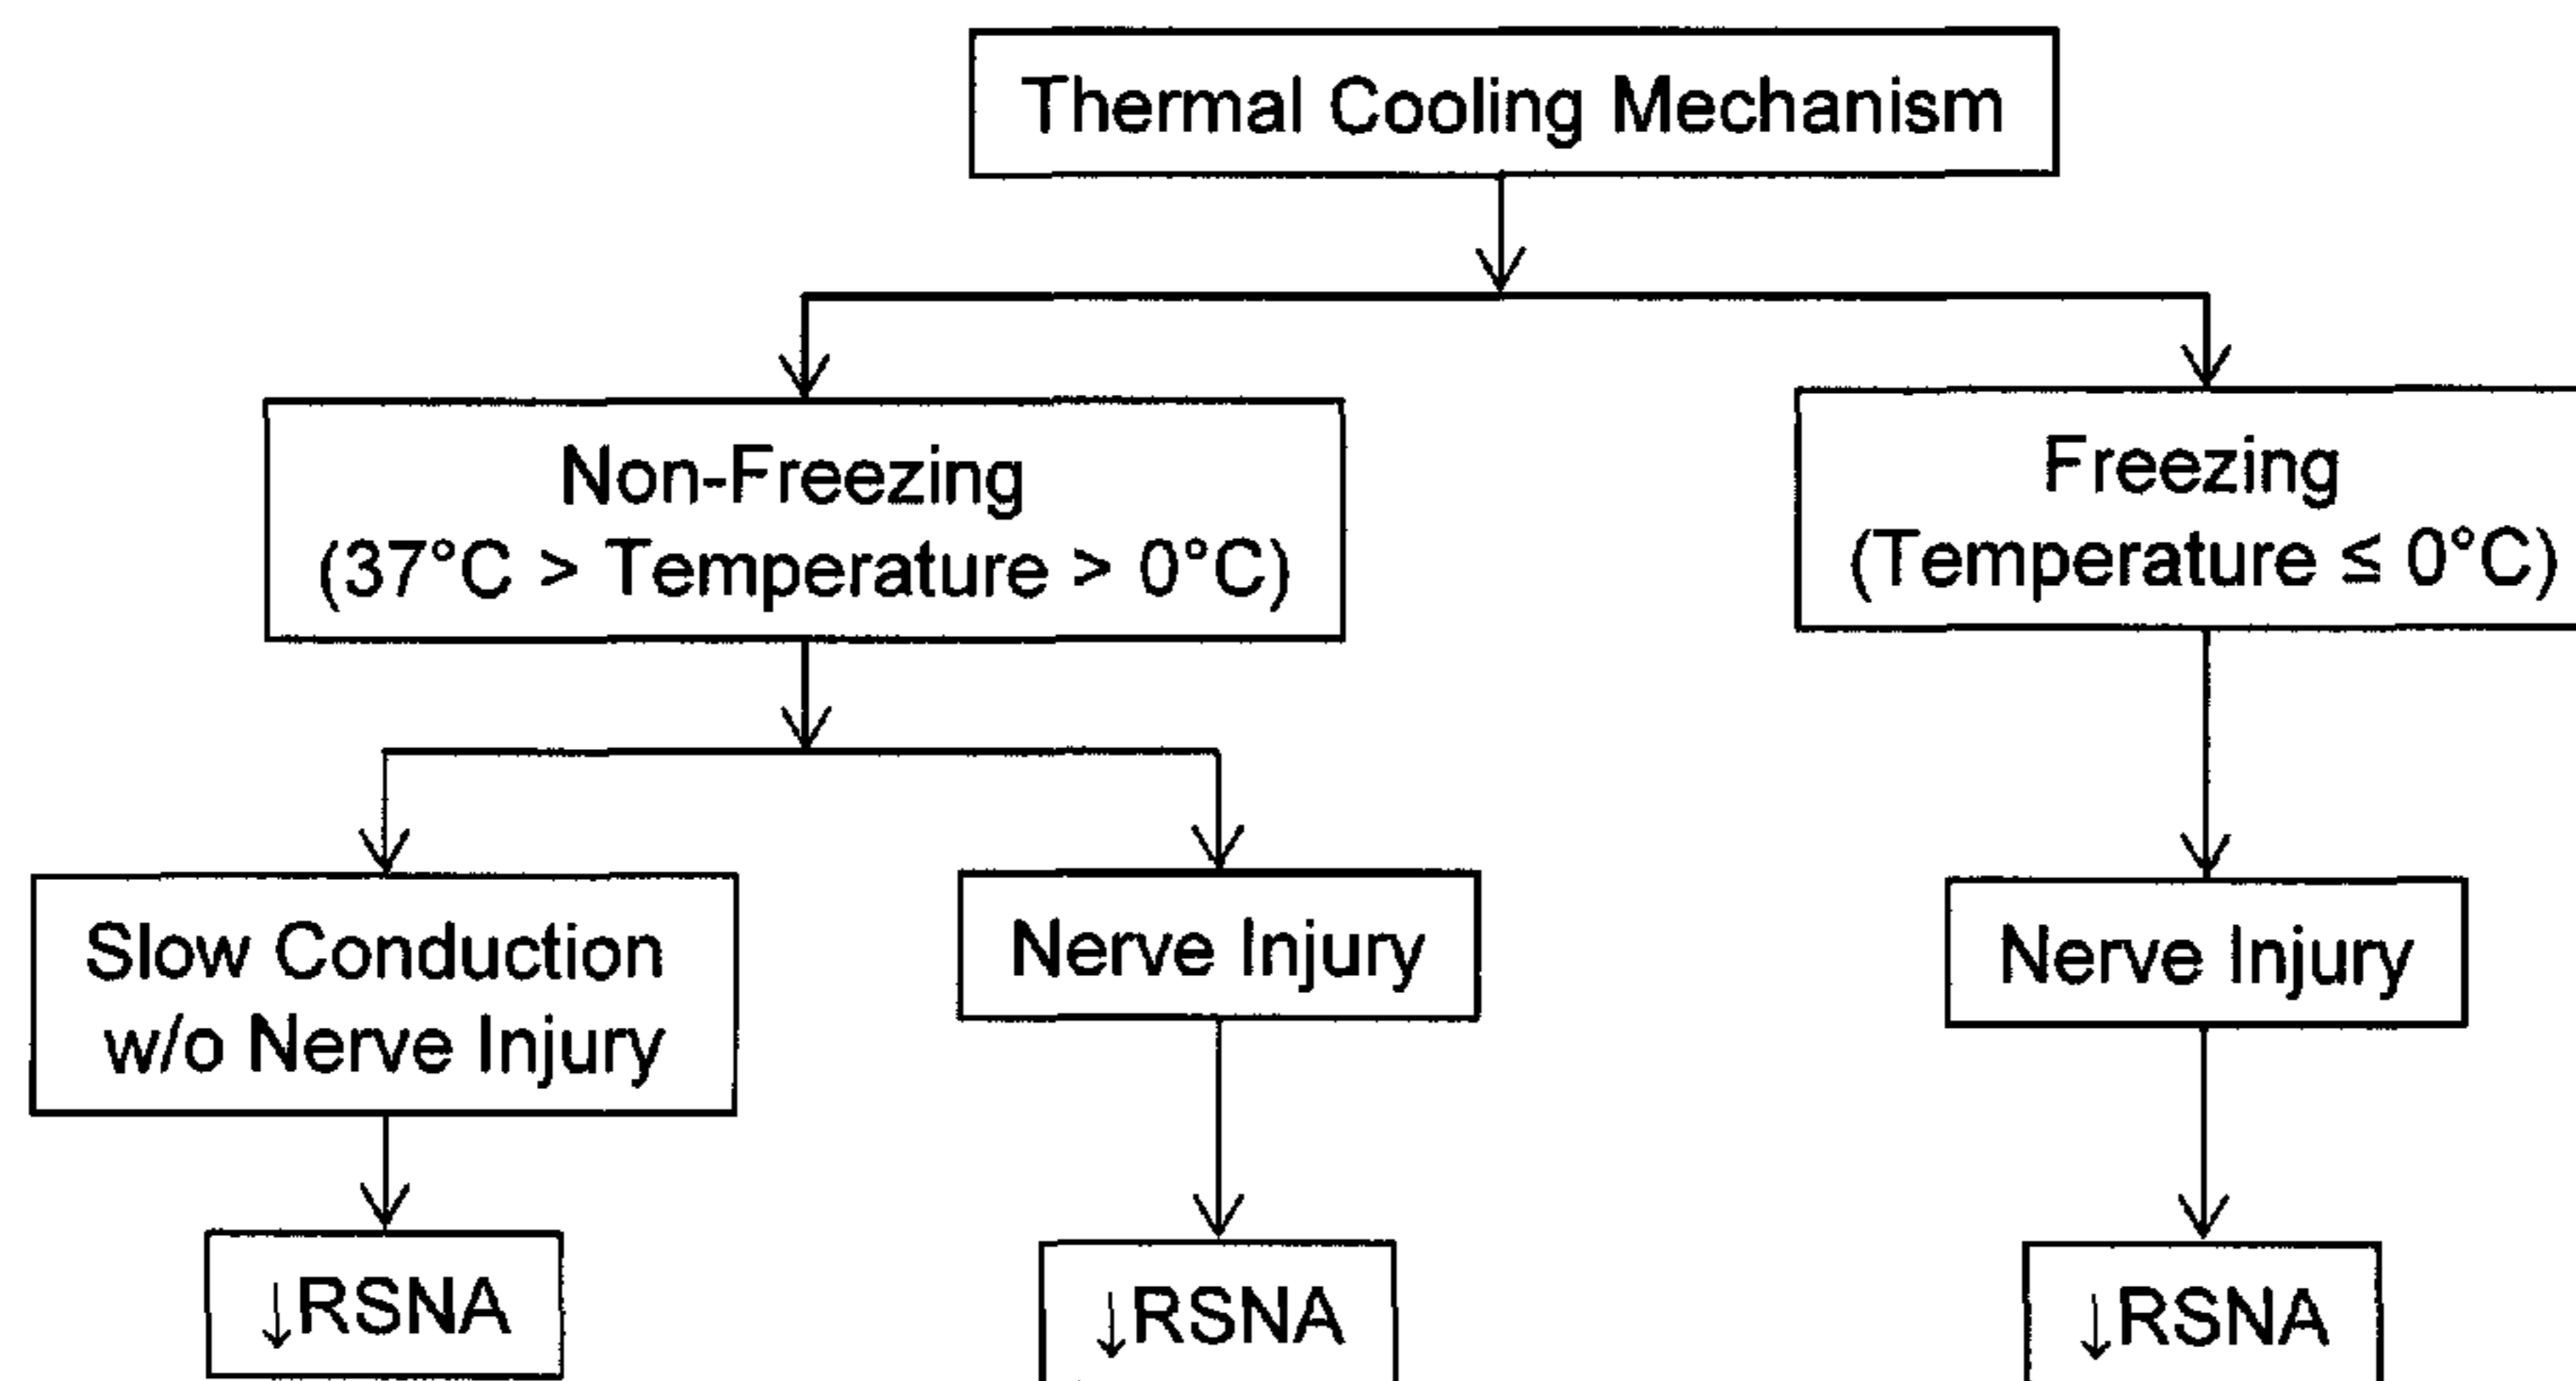 Thermal Cooling Mechanism
Non-Freezing
(37°C > Temperature > 0°C)
Freezing
(Temperature ≤ 0°C)
Slow Conduction
w/o Nerve Injury
Nerve Injury
Nerve Injury
↓RSNA
↓RSNA
↓RSNA